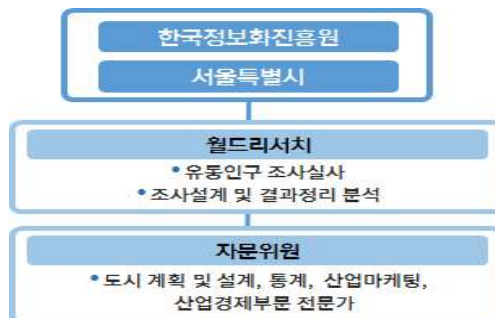 한국정보화진흥원
서울특별시
월드리서치
• 유통인구 조사실사
• 조사설계 및 결과정리 분석
자문위원
• 도시 계획 및 설계, 통계, 산업마케팅,
산업경제부문 전문가